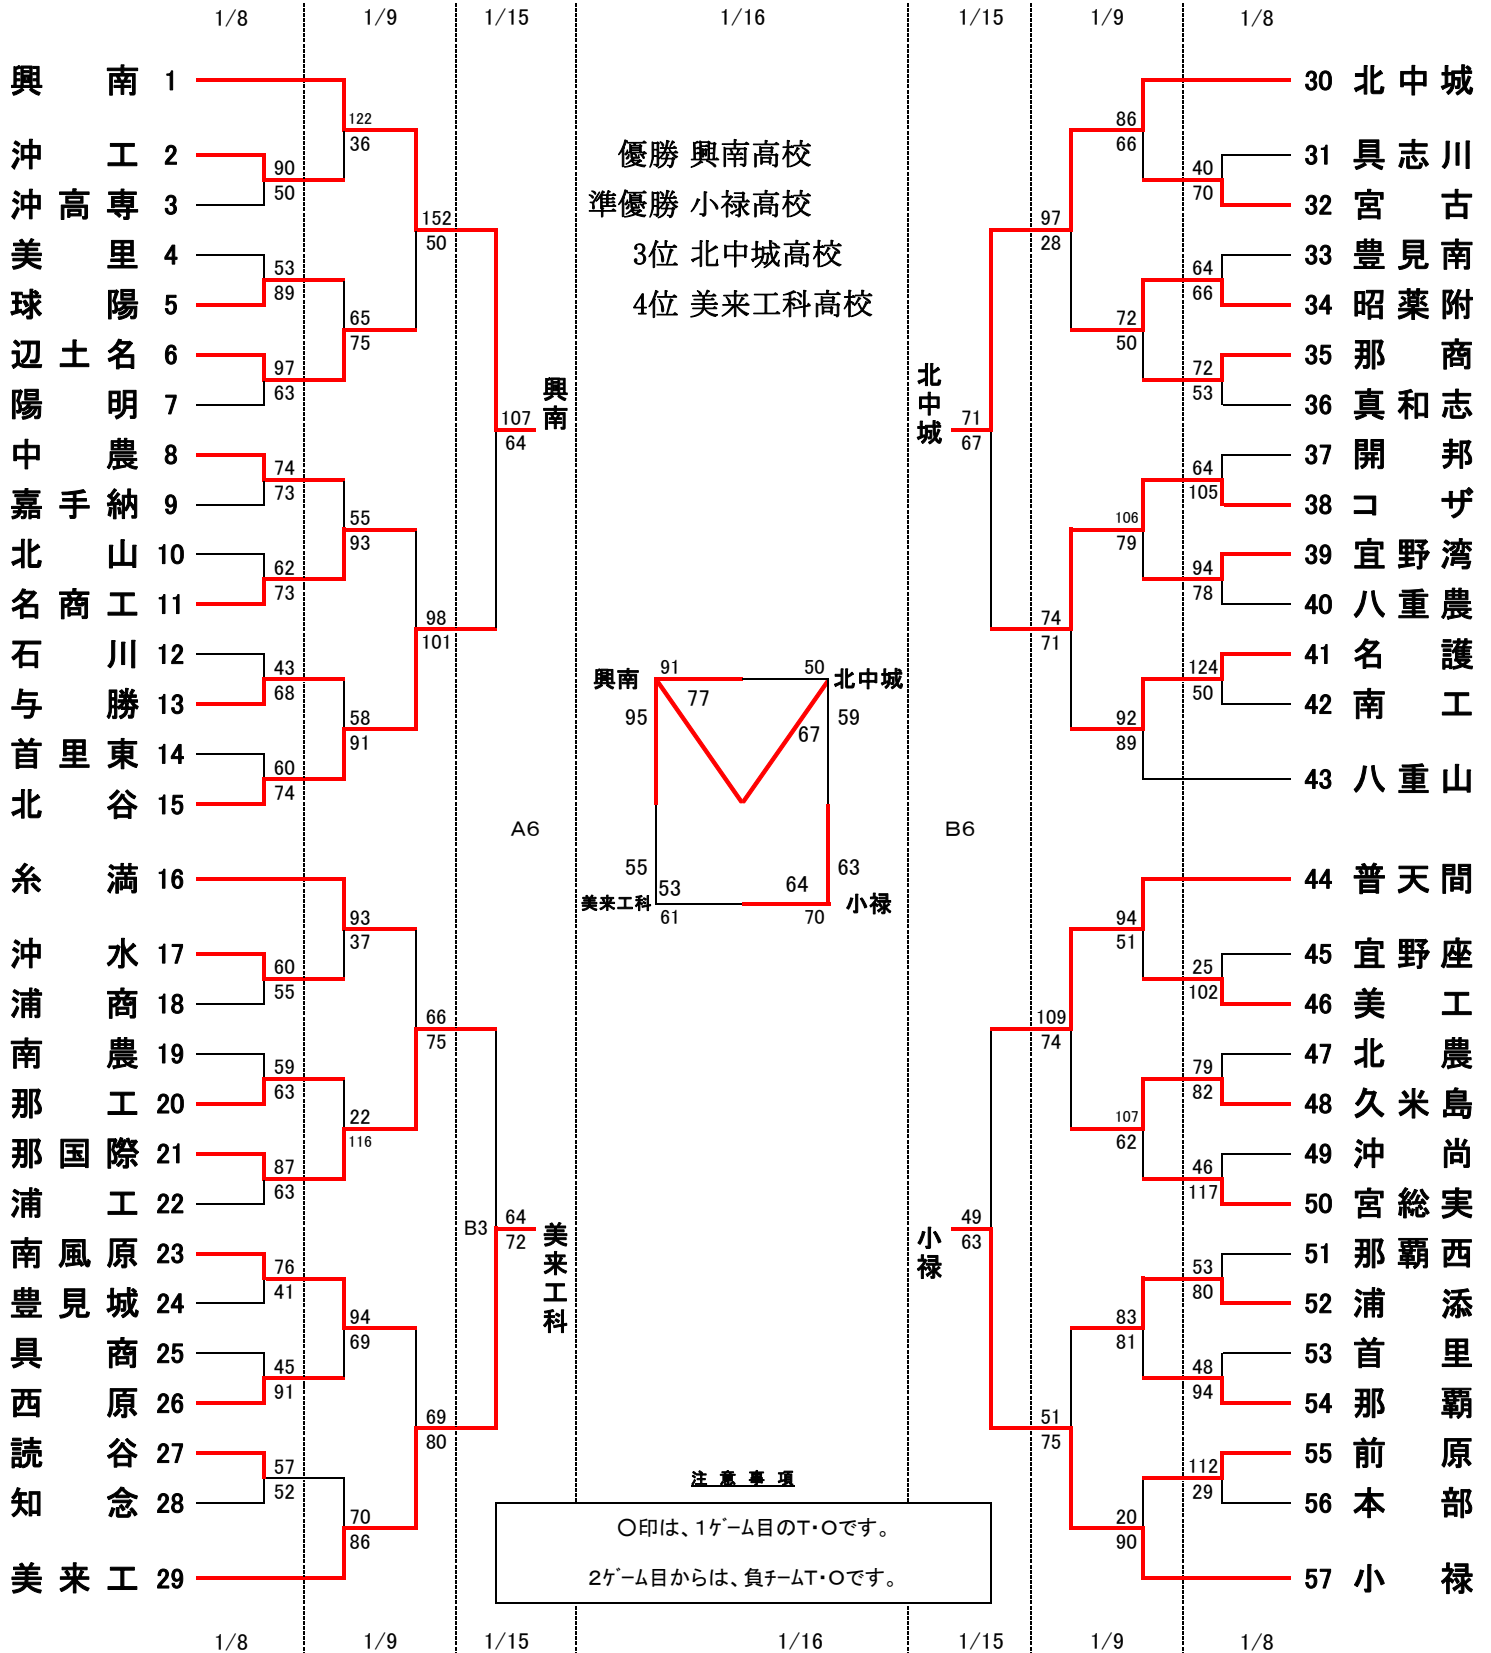 1/8 1/9 1/15 1/16 1/15 1/9 1/8
興南 1
30 北中城
122
86
36
66
沖工 2
90
優勝 興南高校
40
31 具志川
沖高専 3
50
準優勝 小禄高校
70
32 宮古
152
97
50
28
美里 4
53
3位 北中城高校
64
33 豊見南
球陽 5
89
4位 美来工科高校
66
34 昭薬附
65
72
75
50
辺土名 6
97
72
35 那商
陽明 7
63
53
36 真和志
興南
北中城
107
71
64
67
中農 8
74
64
37 開邦
嘉手納 9
73
105
38 コザ
55
106
93
79
北山 10
62
94
39 宜野湾
名商工 11
73
78
40 八重農
98
74
101
71
石川 12
43
124
41 名護
与勝 13
68
50
42 南工
興南 91 50 北中城
77
95 59
67
58
92
91
89
首里東 14
60
43 八重山
北谷 15
74
A6
B6
55 63
53 64
美来工科 61 70 小禄
糸満 16
44 普天間
93
94
37
51
沖水 17
60
25
45 宜野座
浦商 18
55
102
46 美工
66
109
75
74
南農 19
59
79
47 北農
那工 20
63
82
48 久米島
22
107
116
62
那国際 21
87
46
49 沖尚
浦工 22
63
117
50 宮総実
B3
64
49
72
63
美来工科
小禄
南風原 23
76
53
51 那覇西
豊見城 24
41
80
52 浦添
94
83
69
81
具商 25
45
48
53 首里
西原 26
91
94
54 那覇
69
51
80
75
読谷 27
57
112
55 前原
知念 28
52
29
56 本部
70
20
86
90
美来工 29
57 小禄
注意事項
○印は、1ゲーム目のT・Oです。
2ゲーム目からは、負チームT・Oです。
1/8 1/9 1/15 1/16 1/15 1/9 1/8